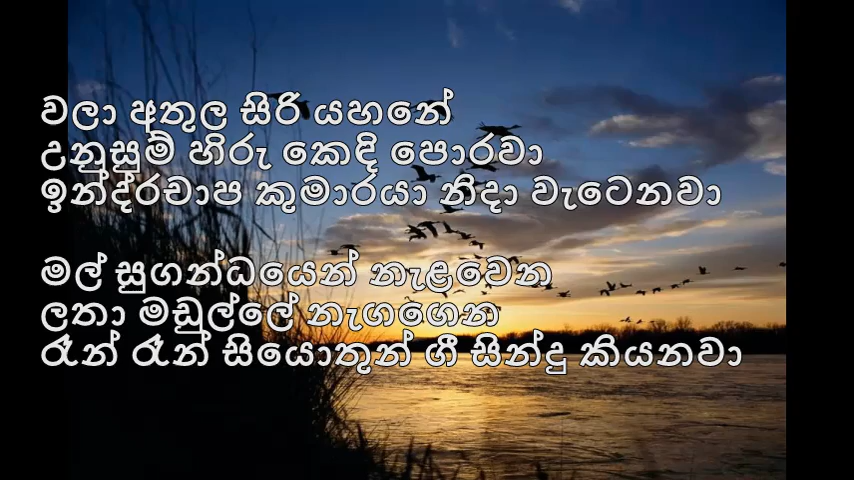 වලා අතුල සිරි යහනේ
උනුසුම් හිරු කෙඳි පොරවා
ඉන්ද්‍රචාප කුමාරයා නිදා වැටෙනවා
මල් සුගන්ධයෙන් නැළවෙන
ලතා මඩුල්ලේ නැගගෙන
රෑන් රෑන් සියොතුන් ගී සින්දු කියනවා